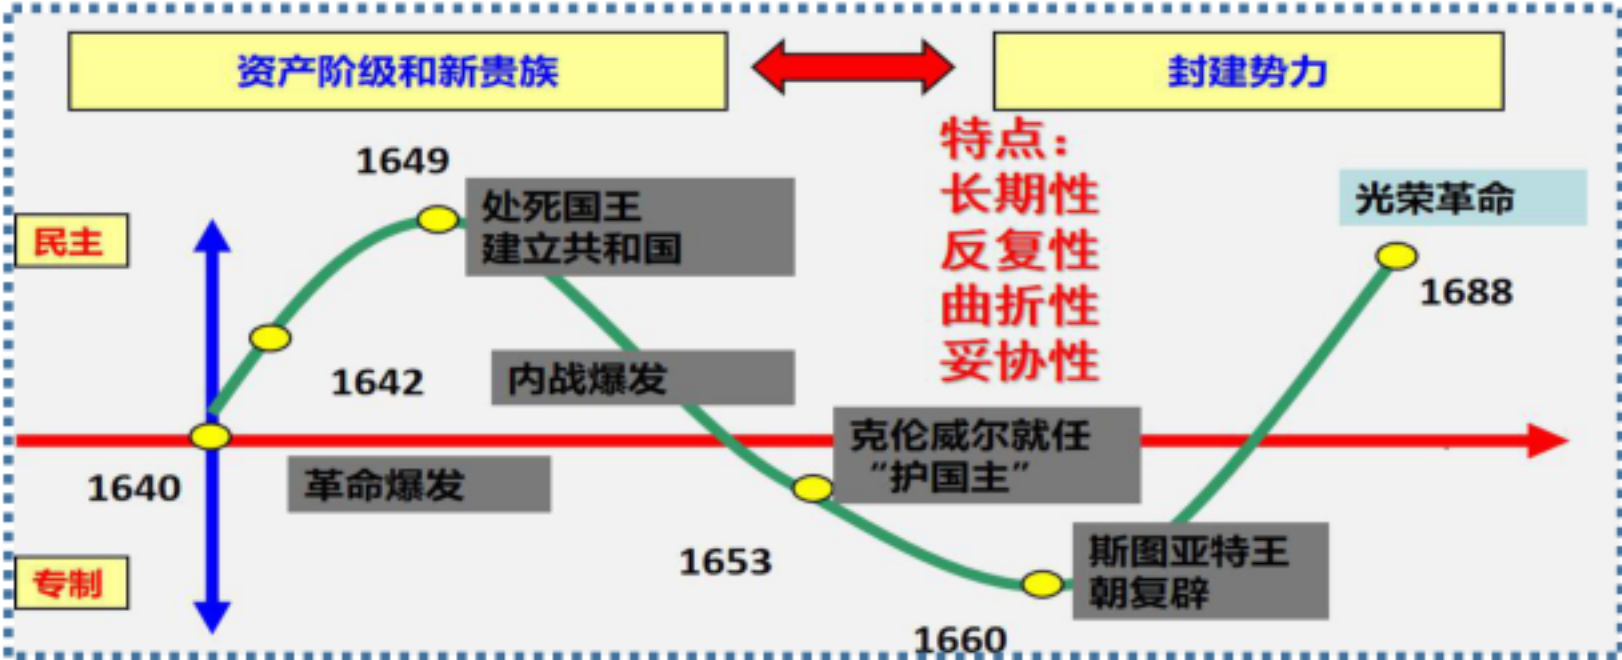 资产阶级和新贵族
封建势力
特点：
长期性
反复性
曲折性
妥协性
1649
处死国王
建立共和国
光荣革命
民主
1688
1642
内战爆发
克伦威尔就任
“护国主”
1640
革命爆发
1653
斯图亚特王
朝复辟
专制
1660